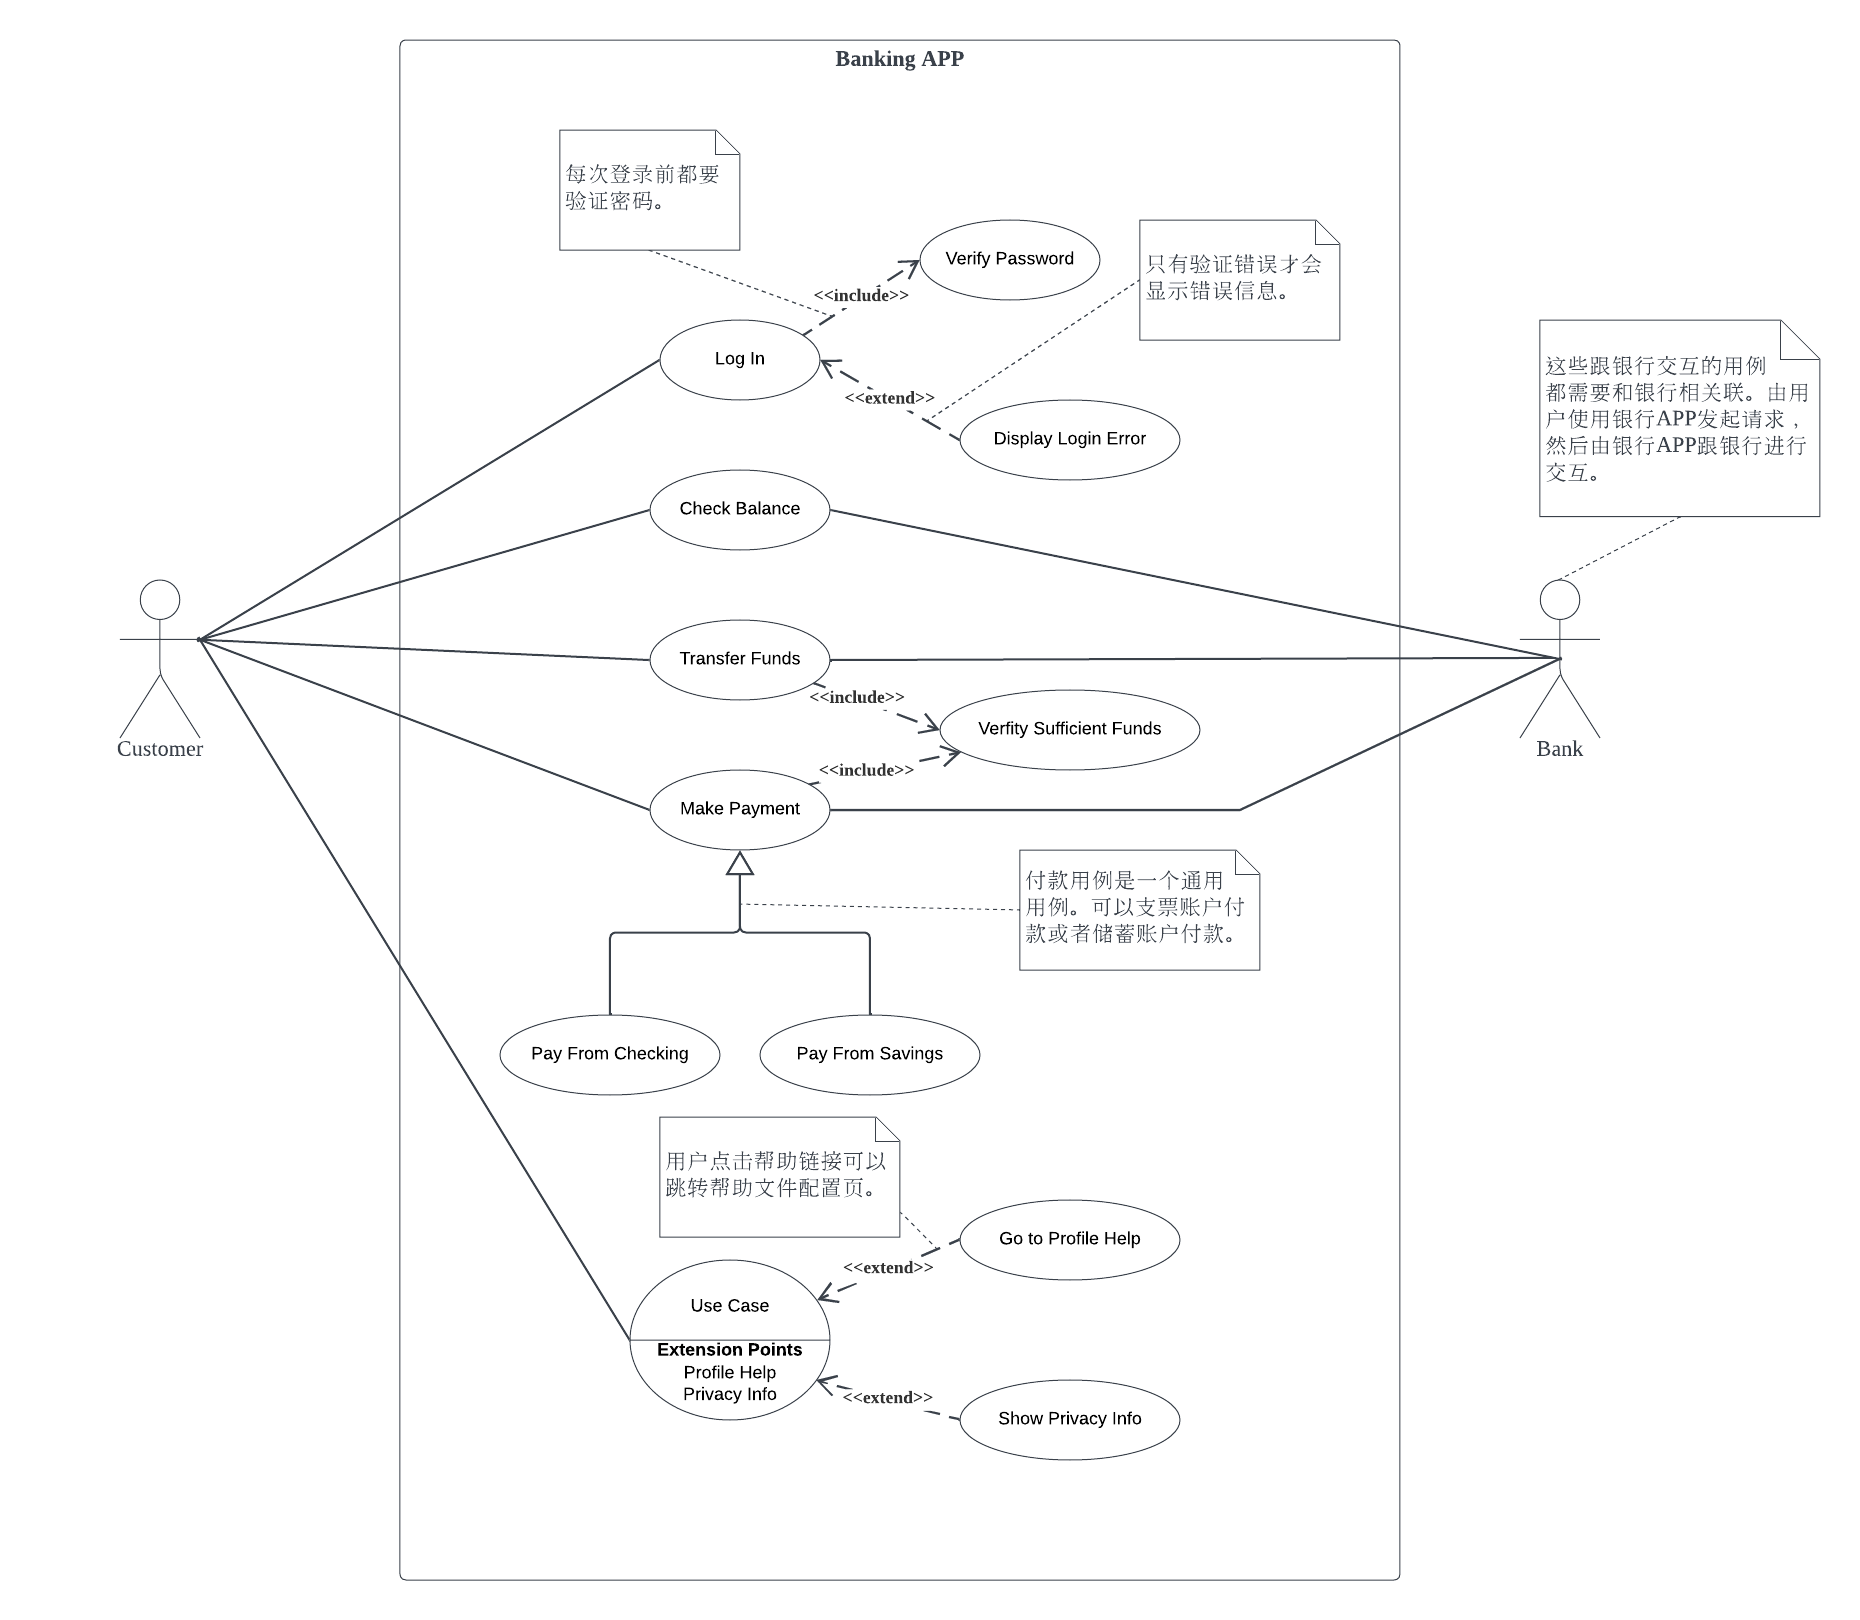 Banking APP
每次登录前都要
验证密码。
Verify Password
只有验证错误才会
显示错误信息。
<<include>>
Log In
<<extend>>
Display Login Error
这些跟银行交互的用例
都需要和银行相关联。由用
户使用银行APP发起请求，
然后由银行APP跟银行进行
交互。
Check Balance
Transfer Funds
<<include>>
Verfity Sufficient Funds
Customer
Bank
<<include>>
Make Payment
付款用例是一个通用
用例。可以支票账户付
款或者储蓄账户付款。
Pay From Checking
Pay From Savings
用户点击帮助链接可以
跳转帮助文件配置页。
Go to Profile Help
<<extend>>
Use Case
Extension Points
Profile Help
Privacy Info
<<extend>>
Show Privacy Info